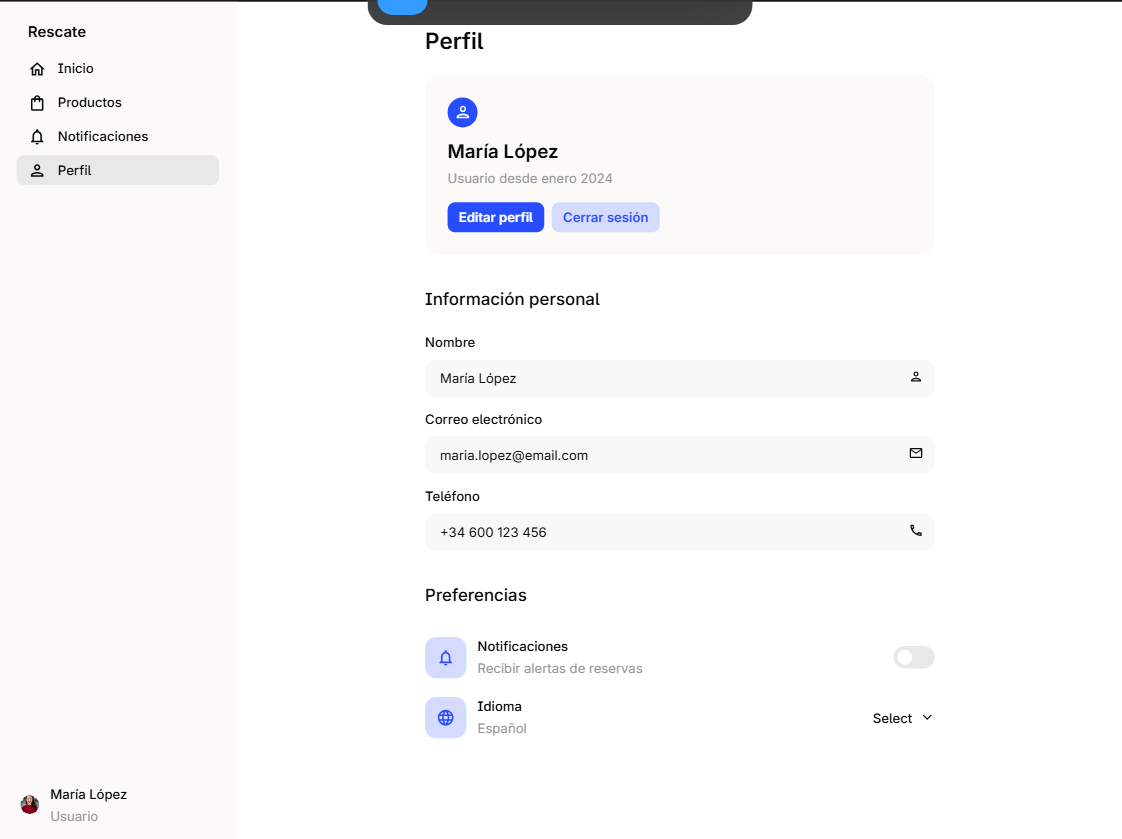 Rescate
Inicio
Productos
Notificaciones
Perfil
María López
Usuario
Perfil
María López
Usuario desde enero 2024
Editar perfil
Cerrar sesión
Información personal
Nombre
María López
Correo electrónico
maria.lopez@email.com
Teléfono
+34 600 123 456
Preferencias
Notificaciones
Recibir alertas de reservas
Idioma
Español
Select